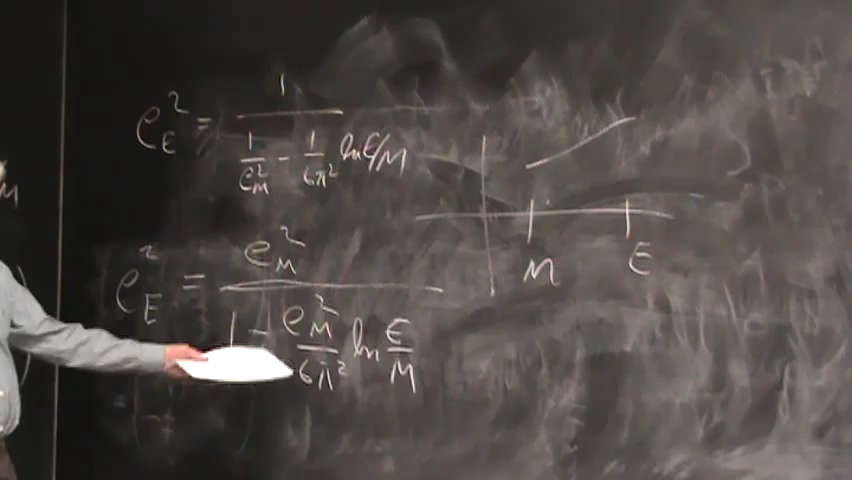 e_E^2 = 1 / (1/e_M^2 - 1/6π^2 ln E/M)
e_E^2 = e_M^2 / (1 - e_M^2/6π^2 ln E/M)
M E
M